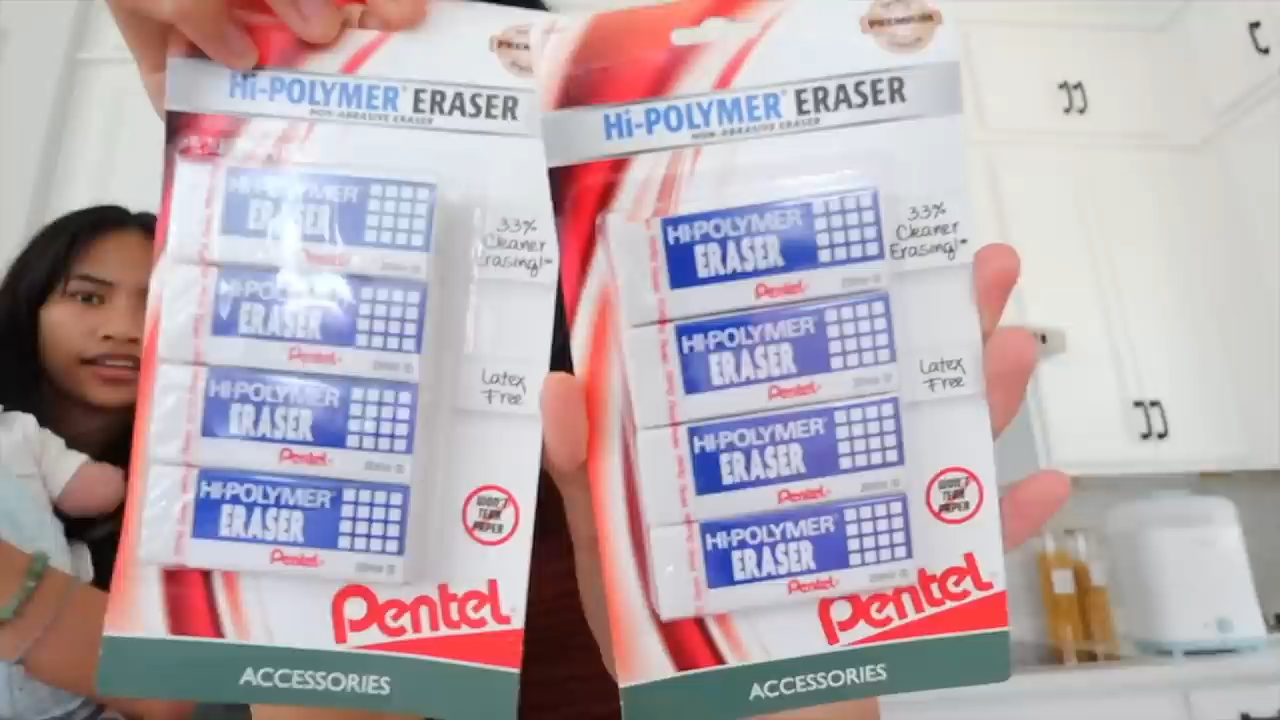 PREMIUM
Hi-POLYMER® ERASER
NON-ABRASIVE ERASER
HI-POLYMER
ERASER
Pentel
HI-POLYMER
ERASER
Pentel
HI-POLYMER
ERASER
Pentel
HI-POLYMER
ERASER
Pentel
33%
Cleaner
Erasing!*
Latex
Free
WON'T
TEAR
PAPER
Pentel
ACCESSORIES
PREMIUM
Hi-POLYMER® ERASER
NON-ABRASIVE ERASER
HI-POLYMER
ERASER
Pentel
HI-POLYMER
ERASER
Pentel
HI-POLYMER
ERASER
Pentel
HI-POLYMER
ERASER
Pentel
33%
Cleaner
Erasing!*
Latex
Free
WON'T
TEAR
PAPER
Pentel
ACCESSORIES